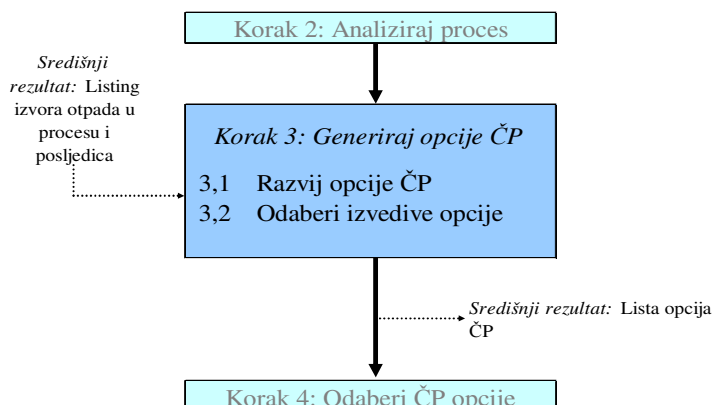 Korak 2: Analiziraj proces
Središnji
rezultat: Listing
izvora otpada u
procesu i
posljedica
Korak 3: Generiraj opcije ČP
3,1 Razvij opcije ČP
3,2 Odaberi izvedive opcije
Središnji rezultat: Lista opcija
ČP
Korak 4: Odaberi ČP opcije